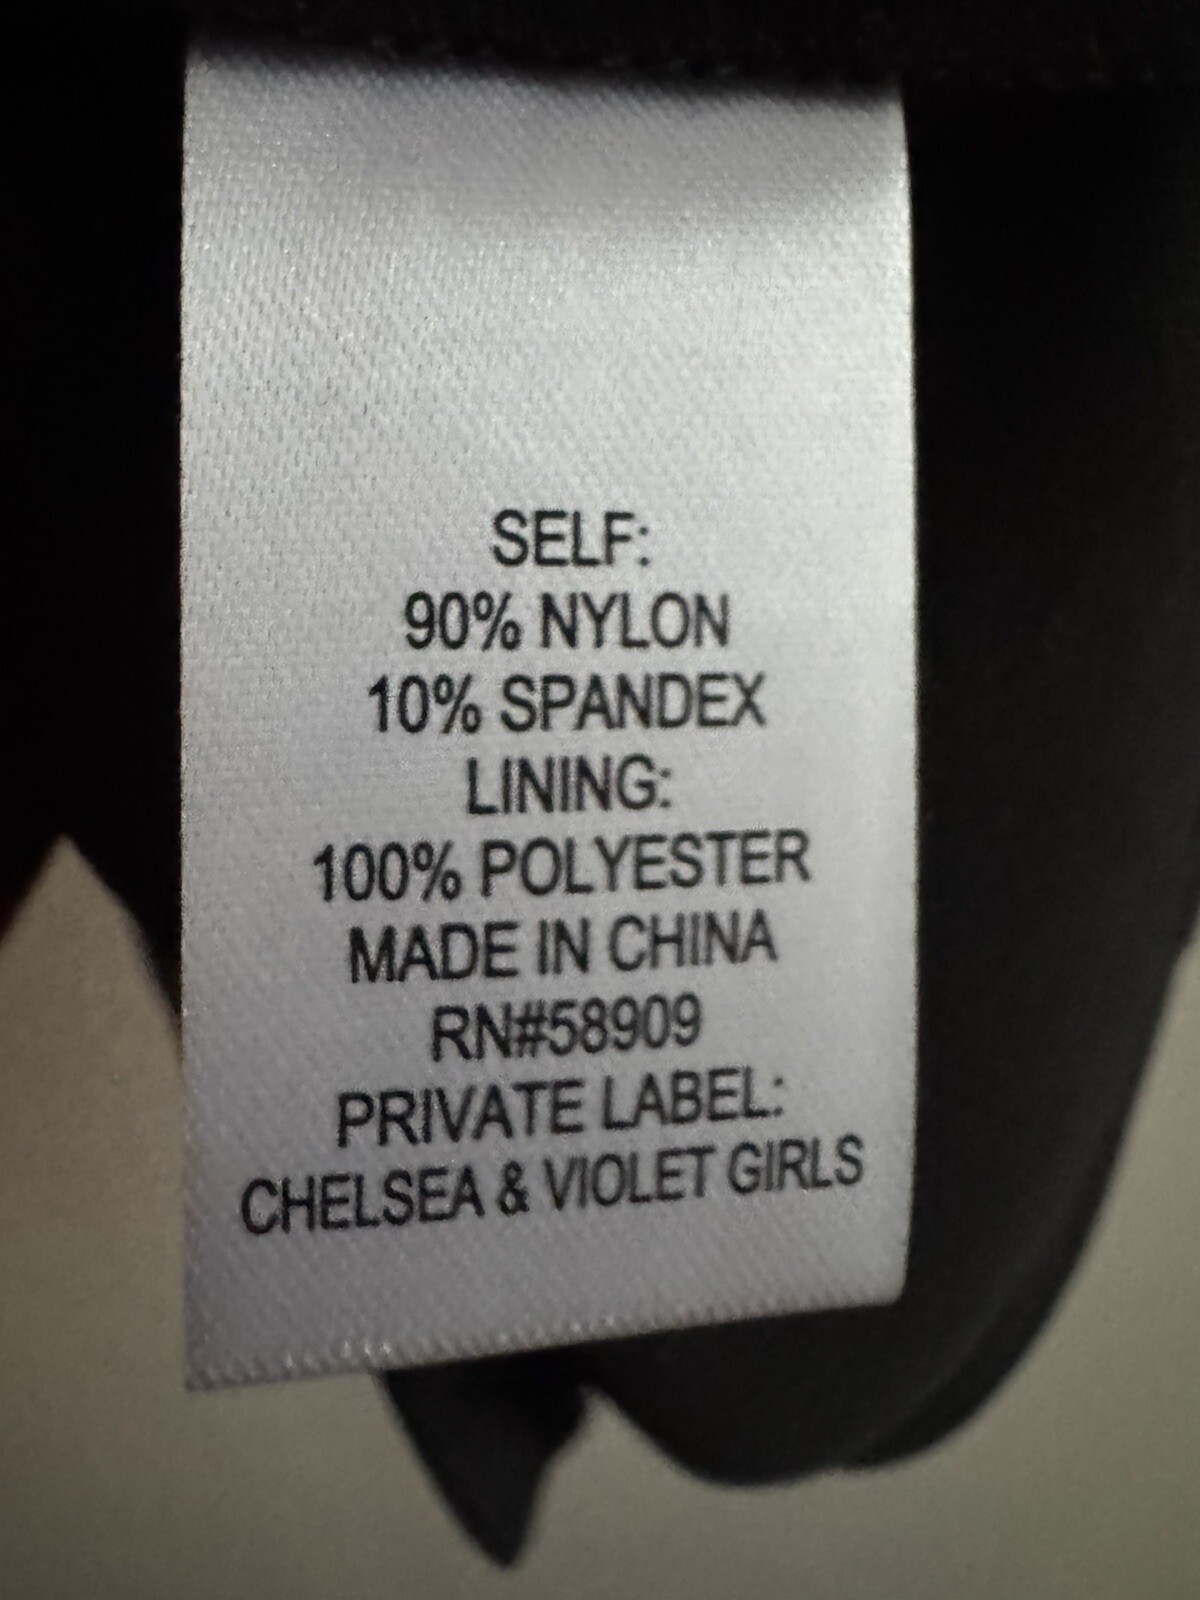 SELF:
90% NYLON
10% SPANDEX
LINING:
100% POLYESTER
MADE IN CHINA
RN#58909
PRIVATE LABEL:
CHELSEA & VIOLET GIRLS